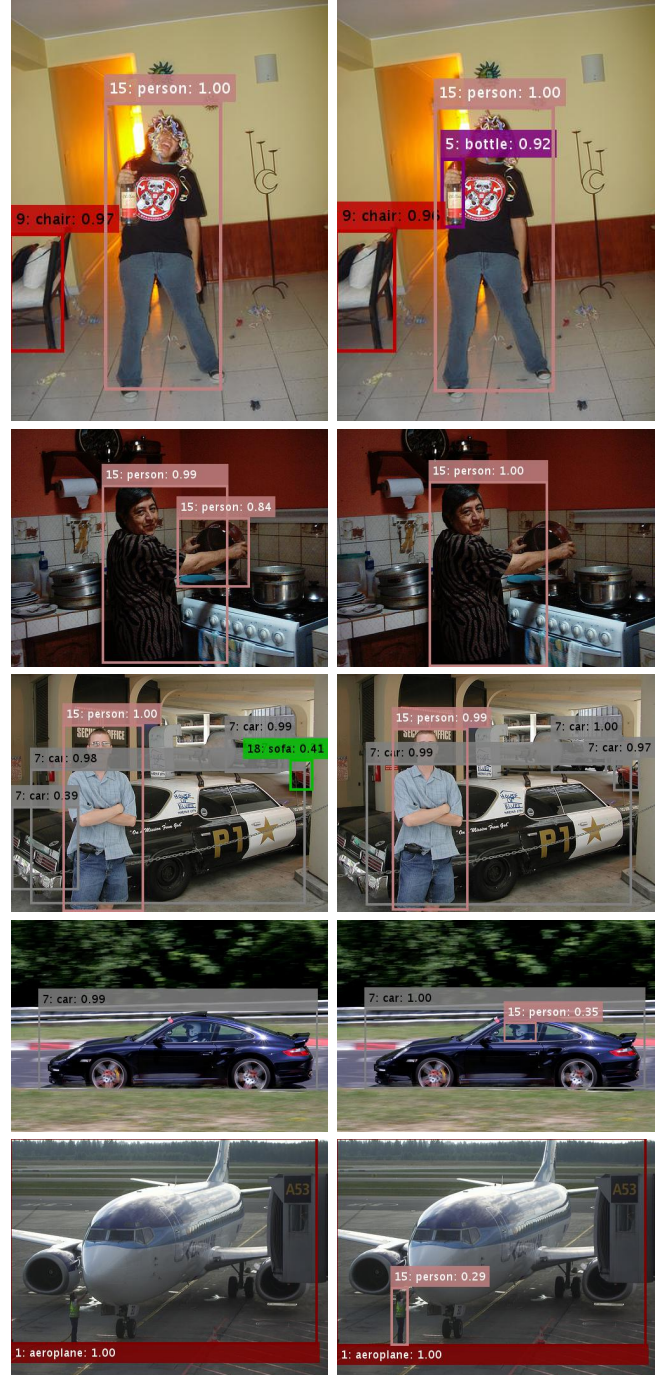 15: person: 1.00
9: chair: 0.97
15: person: 1.00
5: bottle: 0.92
9: chair: 0.96
15: person: 0.99
15: person: 0.84
15: person: 1.00
15: person: 1.00
7: car: 0.99
18: sofa: 0.41
7: car: 0.98
7: car: 0.39
P1
15: person: 0.99
7: car: 1.00
7: car: 0.99
7: car: 0.97
P1
7: car: 0.99
7: car: 1.00
15: person: 0.35
A53
1: aeroplane: 1.00
A53
15: person: 0.29
1: aeroplane: 1.00